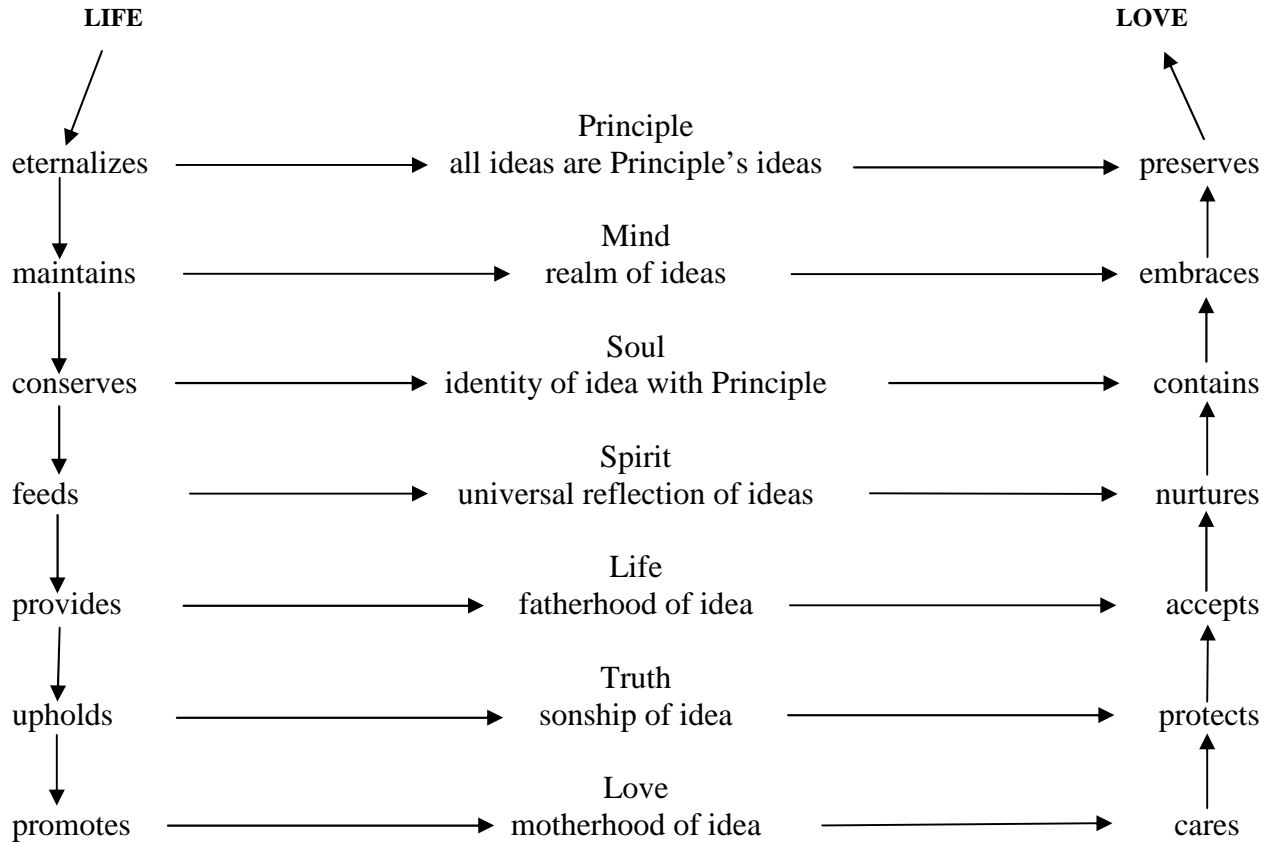 LIFE LOVE
Principle
eternalizes all ideas are Principle’s ideas preserves
Mind
maintains realm of ideas embraces
Soul
conserves identity of idea with Principle contains
Spirit
feeds universal reflection of ideas nurtures
Life
provides fatherhood of idea accepts
Truth
upholds sonship of idea protects
Love
promotes motherhood of idea cares